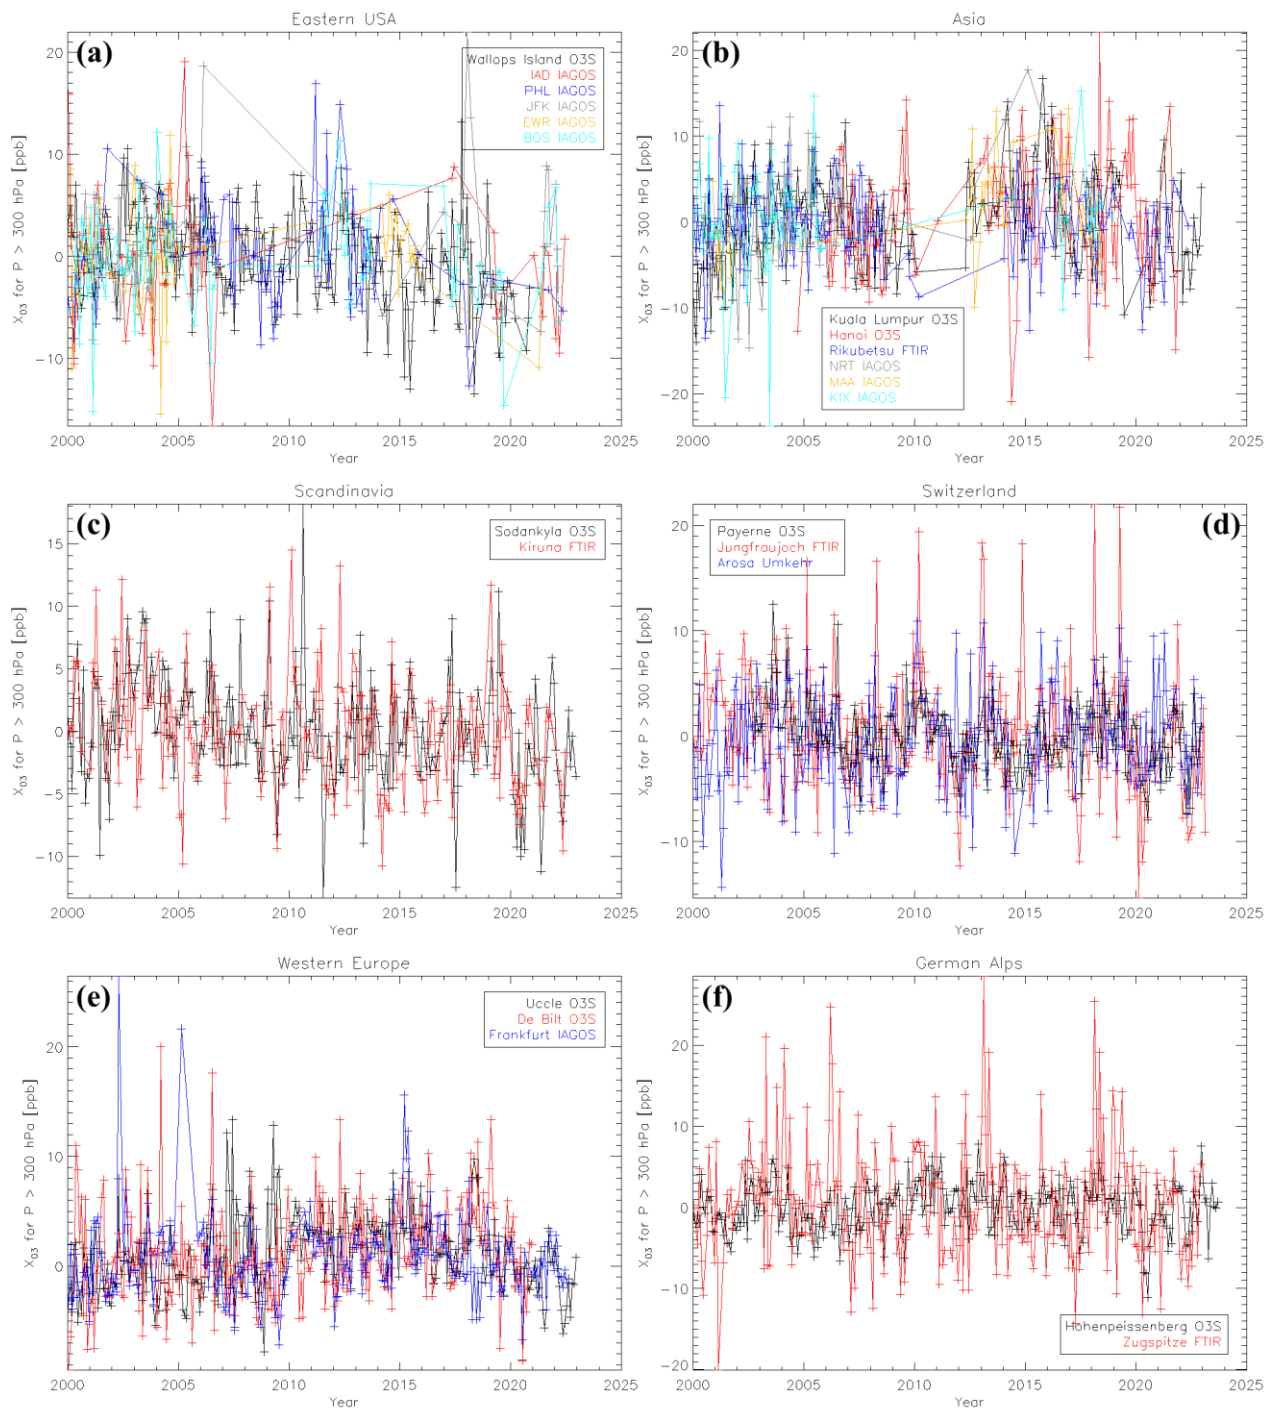 Eastern USA
(a)
Wallops Island O3S
IAD IAGOS
PHL IAGOS
JFK IAGOS
EWR IAGOS
BOS IAGOS
20
10
0
-10
X_O3 for P > 300 hPa [ppb]
2000 2005 2010 2015 2020 2025
Year
Asia
(b)
20
10
0
-10
-20
X_O3 for P > 300 hPa [ppb]
Kuala Lumpur O3S
Hanoi O3S
Rikubetsu FTIR
NRT IAGOS
MAA IAGOS
KIX IAGOS
2000 2005 2010 2015 2020 2025
Year
Scandinavia
(c)
Sodankyla O3S
Kiruna FTIR
15
10
5
0
-5
-10
X_O3 for P > 300 hPa [ppb]
2000 2005 2010 2015 2020 2025
Year
Switzerland
(d)
Payerne O3S
Jungfraujoch FTIR
Arosa Umkehr
20
10
0
-10
X_O3 for P > 300 hPa [ppb]
2000 2005 2010 2015 2020 2025
Year
Western Europe
(e)
Uccle O3S
De Bilt O3S
Frankfurt IAGOS
20
10
0
X_O3 for P > 300 hPa [ppb]
2000 2005 2010 2015 2020 2025
Year
German Alps
(f)
20
10
0
-10
-20
X_O3 for P > 300 hPa [ppb]
Hohenpeissenberg O3S
Zugspitze FTIR
2000 2005 2010 2015 2020 2025
Year